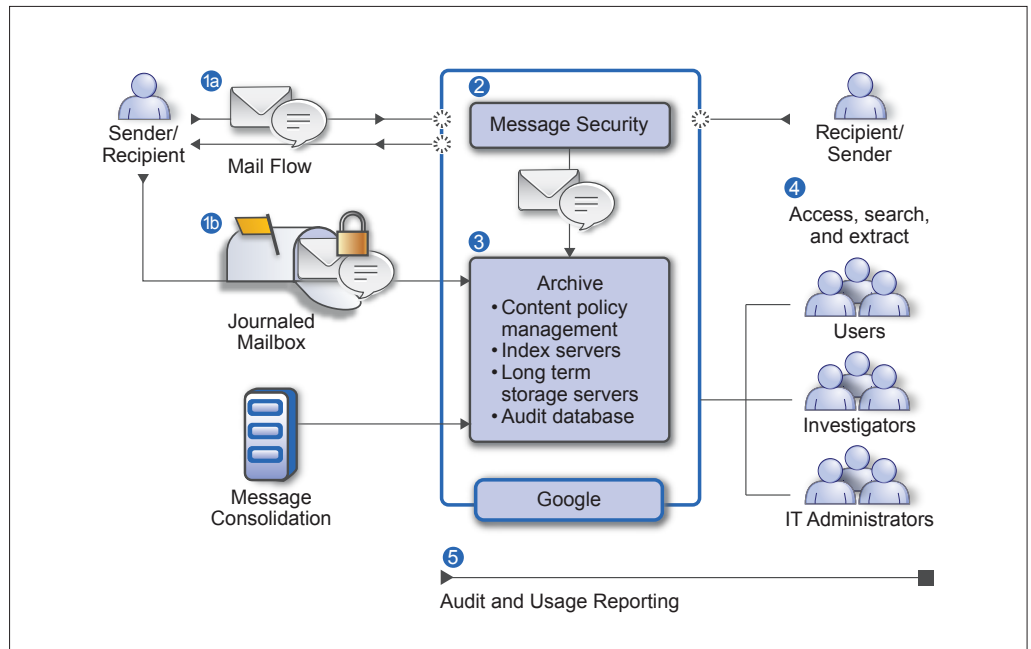 1a
Sender/
Recipient
Mail Flow
1b
Journaled
Mailbox
Message
Consolidation
2
Message Security
3
Archive
• Content policy
management
• Index servers
• Long term
storage servers
• Audit database
Google
Recipient/
Sender
4
Access, search,
and extract
Users
Investigators
IT Administrators
5
Audit and Usage Reporting